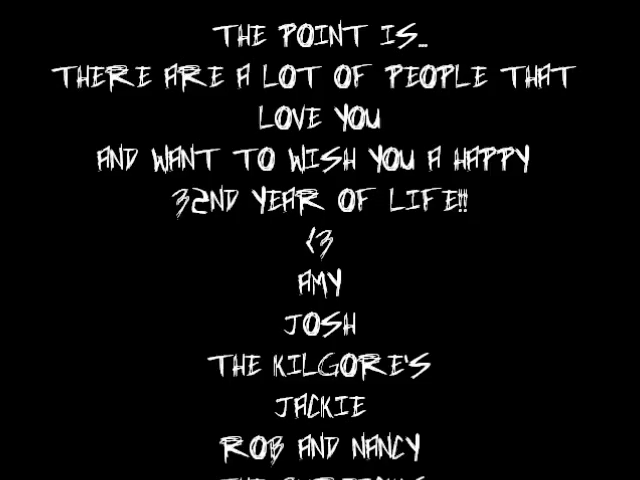 THE POINT IS...
THERE ARE A LOT OF PEOPLE THAT
LOVE YOU
AND WANT TO WISH YOU A HAPPY
32ND YEAR OF LIFE!!
<3
AMY
JOSH
THE KILGORE'S
JACKIE
ROB AND NANCY
THE